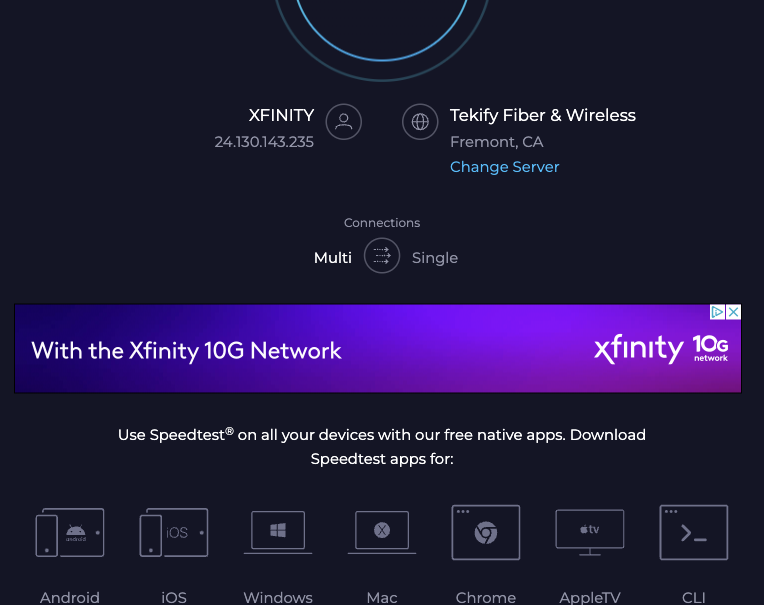 XFINITY
24.130.143.235
Tekify Fiber & Wireless
Fremont, CA
Change Server
Connections
Multi
Single
With the Xfinity 10G Network
xfinity 10G network
Use Speedtest® on all your devices with our free native apps. Download
Speedtest apps for:
android
iOS
tv
Android
iOS
Windows
Mac
Chrome
AppleTV
CLI